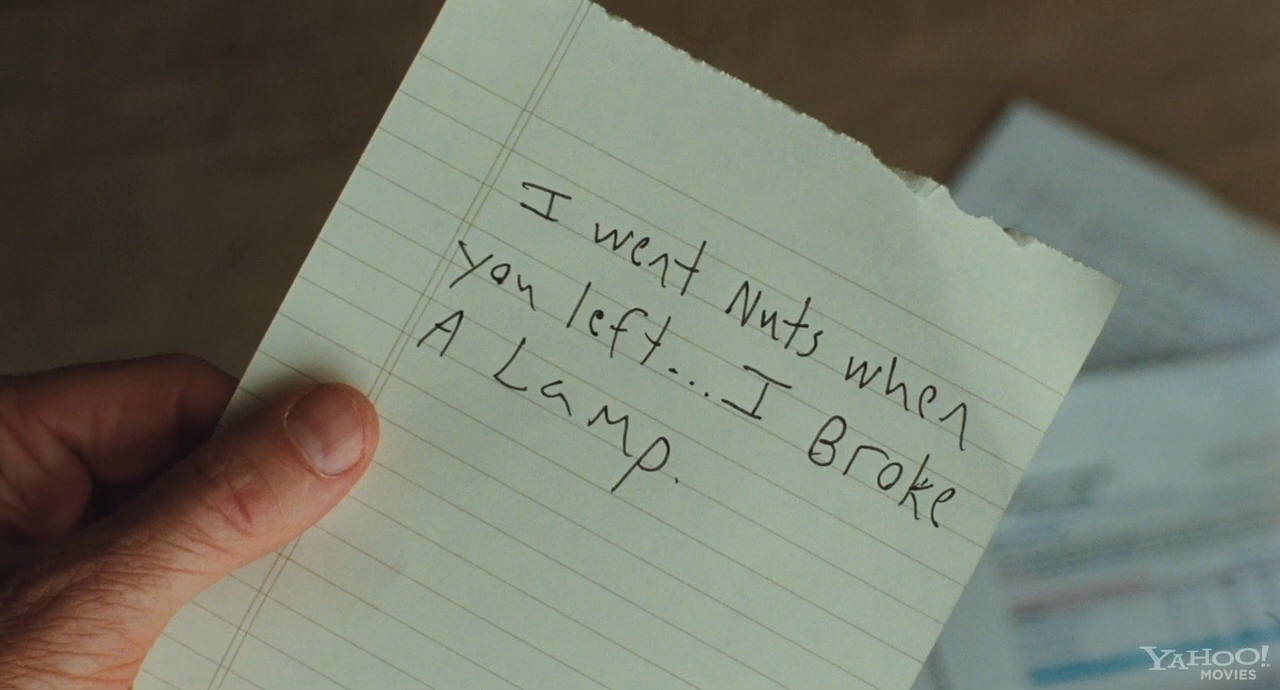 I went Nuts when
you left... I Broke
A Lamp.
YAHOO!
MOVIES